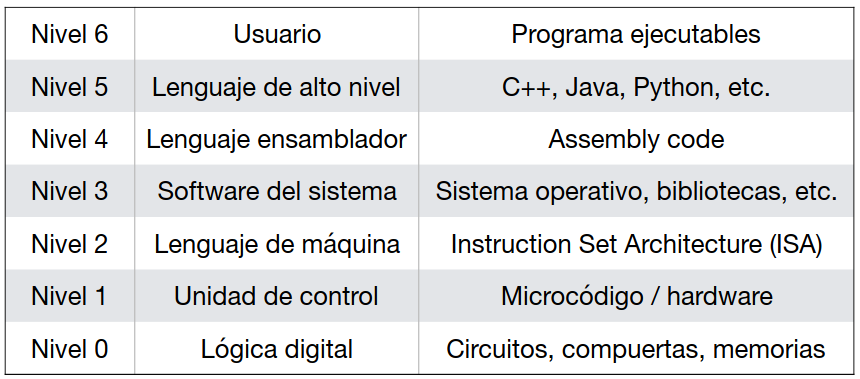 Nivel 6 Usuario Programa ejecutables
Nivel 5 Lenguaje de alto nivel C++, Java, Python, etc.
Nivel 4 Lenguaje ensamblador Assembly code
Nivel 3 Software del sistema Sistema operativo, bibliotecas, etc.
Nivel 2 Lenguaje de máquina Instruction Set Architecture (ISA)
Nivel 1 Unidad de control Microcódigo / hardware
Nivel 0 Lógica digital Circuitos, compuertas, memorias